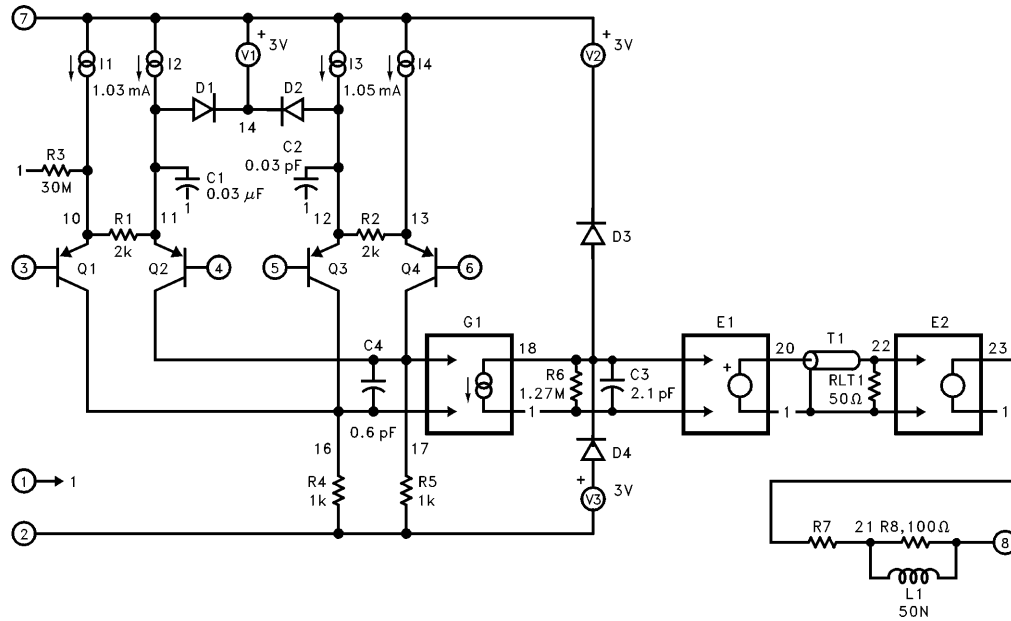 7
+ 3V
+ 3V
I1
I2
V1
I3
I4
V2
1.03 mA
D1
D2
1.05 mA
14
R3
C2
1
0.03 pF
30M
C1
0.03 µF
1
1
10
R1
11
12
R2
13
2k
2k
D3
3
Q1
Q2
4
5
Q3
Q4
6
G1
E1
T1
E2
C4
18
20
22
23
R6
C3
+
RLT1
1.27M
2.1 pF
50Ω
1
1
1
0.6 pF
16
17
D4
1
1
R4
R5
+
3V
1k
1k
V3
2
R7
21
R8,100Ω
8
L1
50N